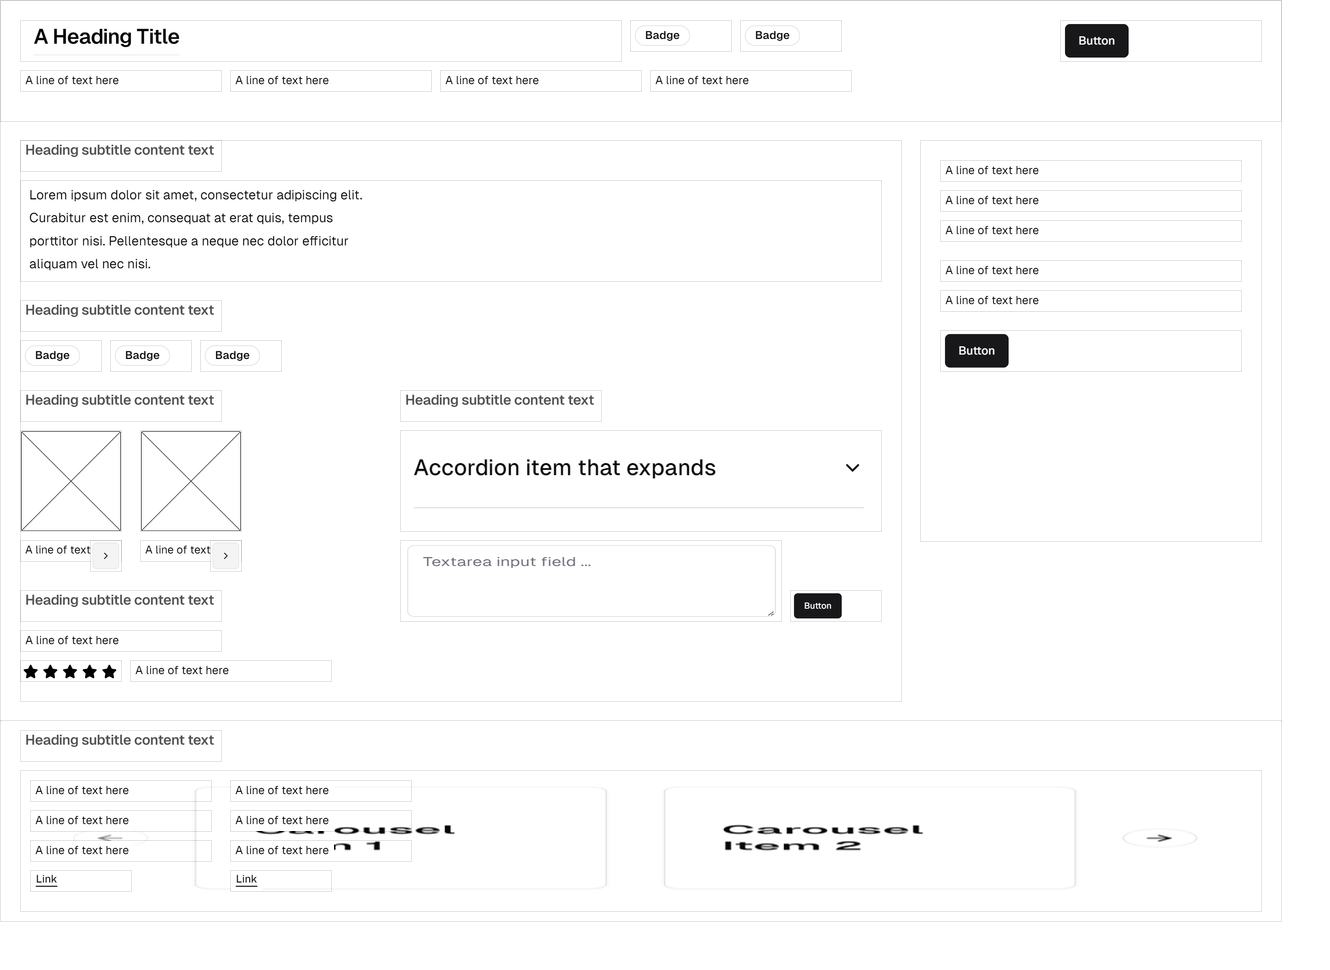 A Heading Title
Badge
Badge
Button
A line of text here
A line of text here
A line of text here
A line of text here
Heading subtitle content text
Lorem ipsum dolor sit amet, consectetur adipiscing elit.
Curabitur est enim, consequat at erat quis, tempus
porttitor nisi. Pellentesque a neque nec dolor efficitur
aliquam vel nec nisi.
Heading subtitle content text
Badge
Badge
Badge
Heading subtitle content text
A line of text
A line of text
Heading subtitle content text
A line of text here
A line of text here
Heading subtitle content text
Accordion item that expands
Textarea input field ...
Button
A line of text here
A line of text here
A line of text here
A line of text here
A line of text here
Button
Heading subtitle content text
A line of text here
A line of text here
A line of text here
Link
A line of text here
A line of text here
A line of text here
Link
Carousel
1
Carousel
Item 2